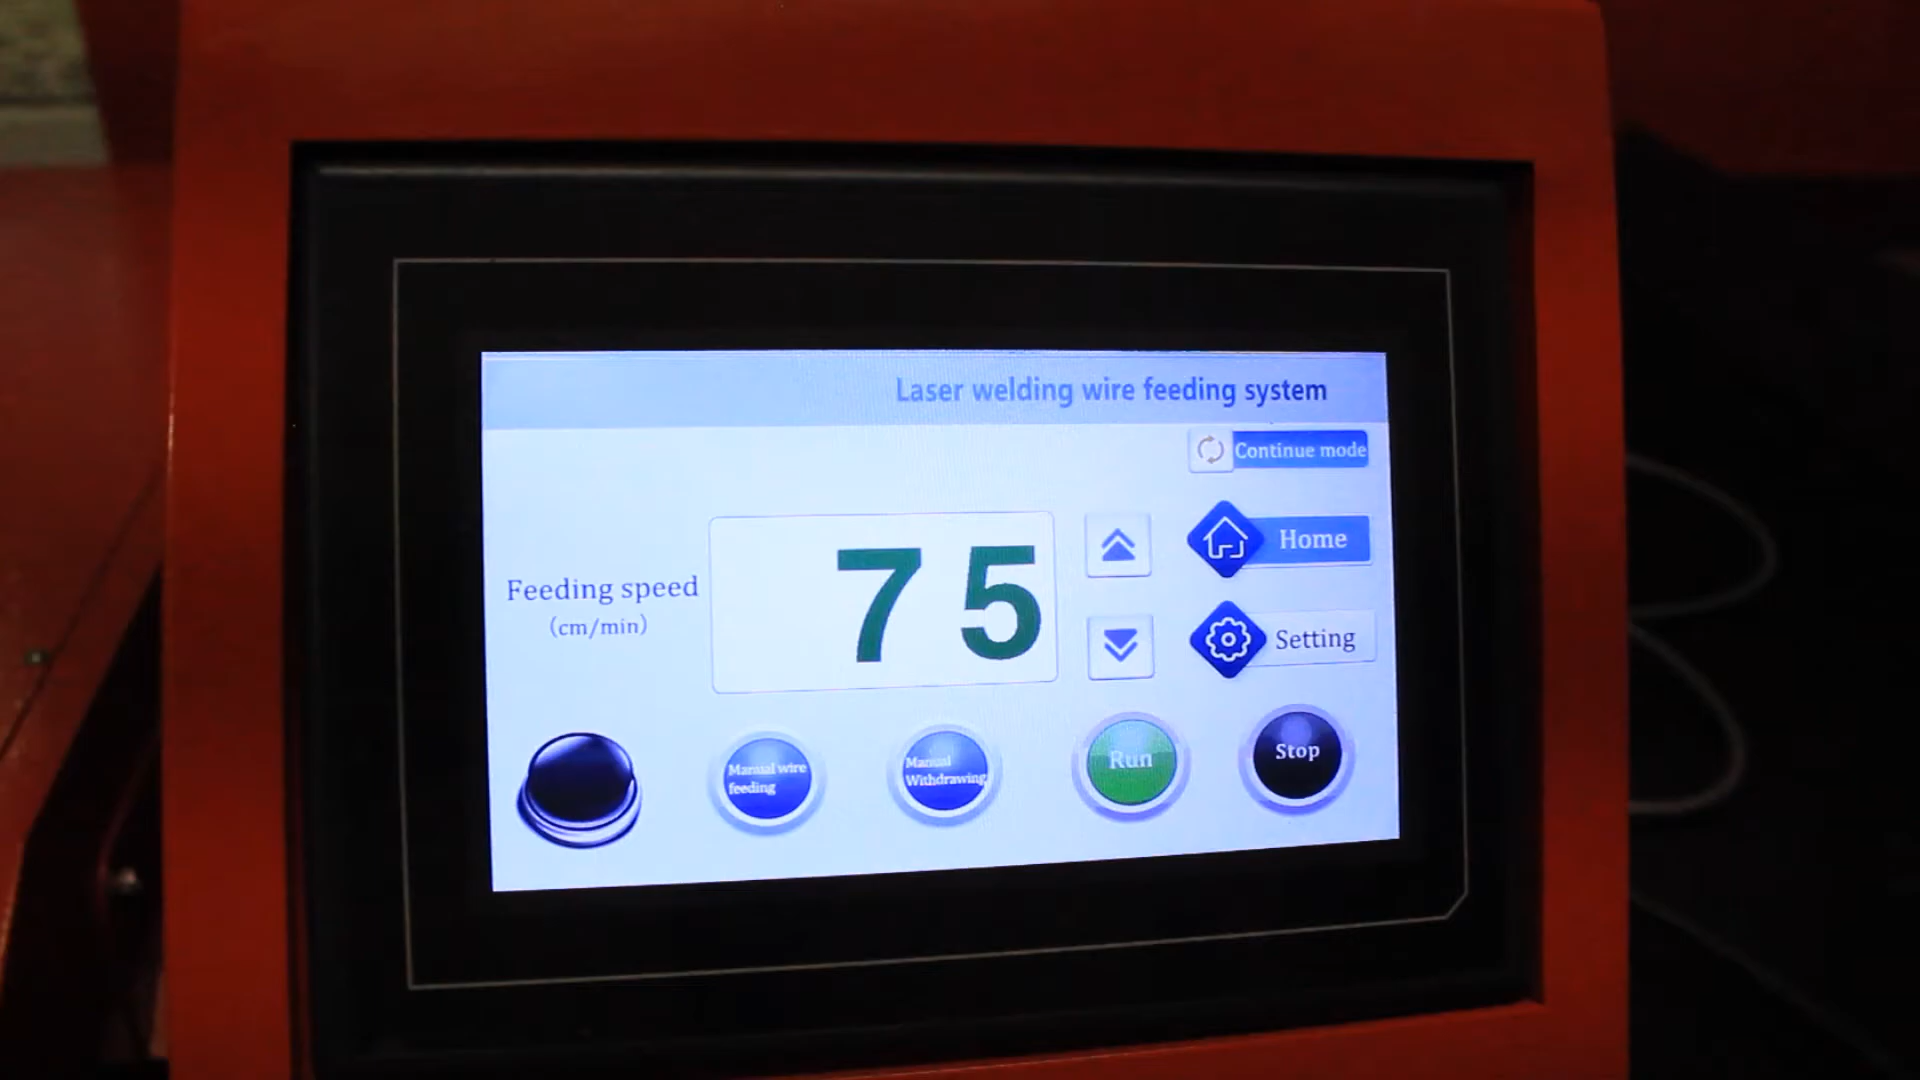 Laser welding wire feeding system
Continue mode
Feeding speed
(cm/min)
75
Home
Setting
Manual wire
feeding
Manual
Withdrawing
Run
Stop